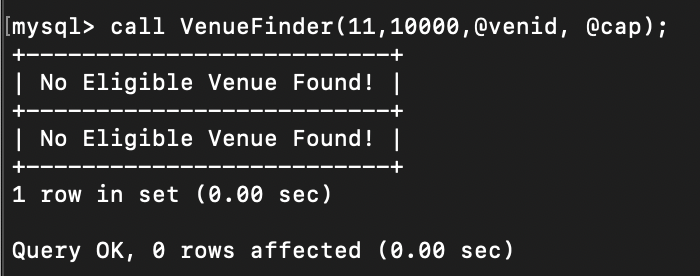 [mysql> call VenueFinder(11,10000,@venid, @cap);
+--------------------------+
| No Eligible Venue Found! |
+--------------------------+
| No Eligible Venue Found! |
+--------------------------+
1 row in set (0.00 sec)

Query OK, 0 rows affected (0.00 sec)